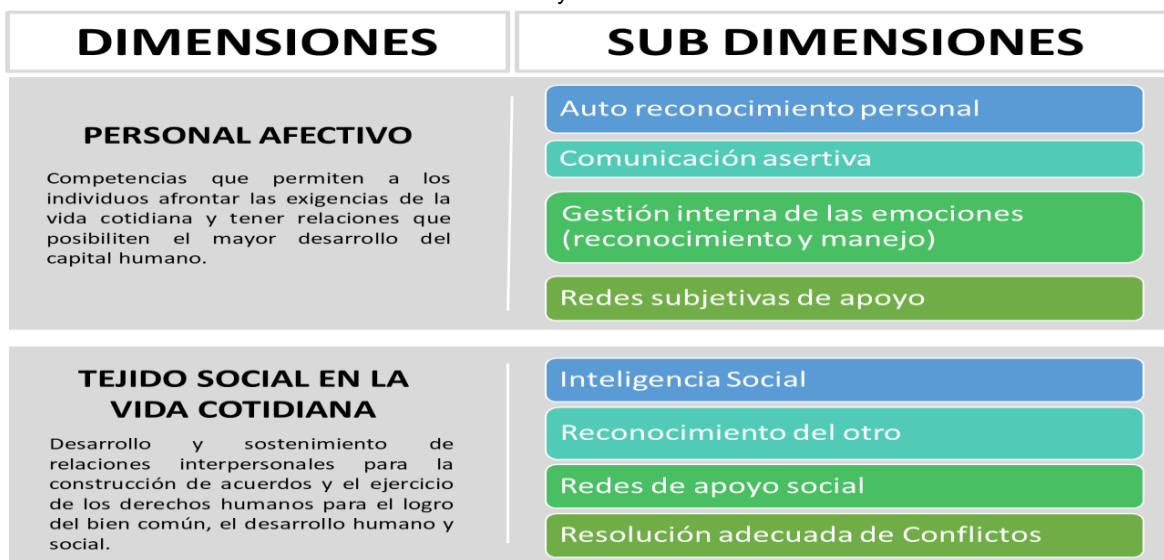 DIMENSIONES
SUB DIMENSIONES
PERSONAL AFECTIVO
Competencias que permiten a los
individuos afrontar las exigencias de la
vida cotidiana y tener relaciones que
posibiliten el mayor desarrollo del
capital humano.
Auto reconocimiento personal
Comunicación asertiva
Gestión interna de las emociones
(reconocimiento y manejo)
Redes subjetivas de apoyo
TEJIDO SOCIAL EN LA
VIDA COTIDIANA
Desarrollo y sostenimiento de
relaciones interpersonales para la
construcción de acuerdos y el ejercicio
de los derechos humanos para el logro
del bien común, el desarrollo humano y
social.
Inteligencia Social
Reconocimiento del otro
Redes de apoyo social
Resolución adecuada de Conflictos